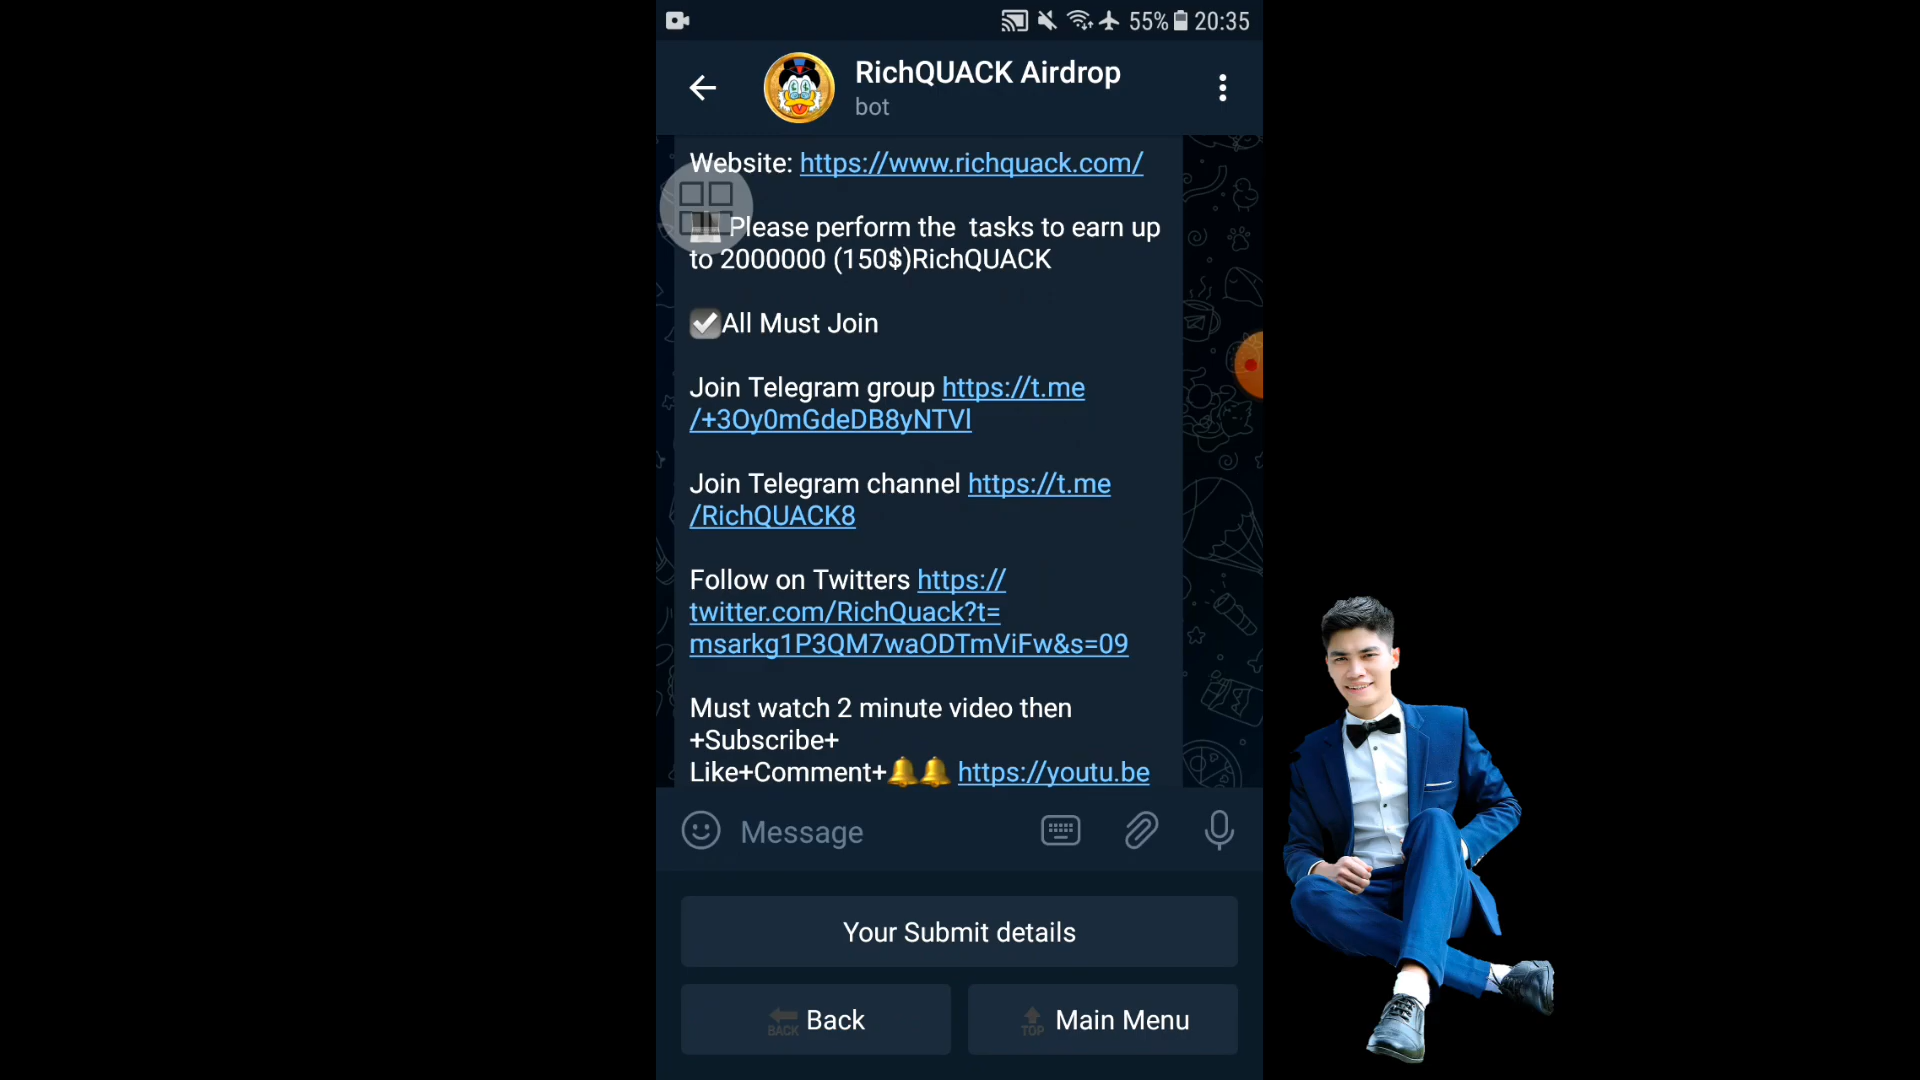 55% 20:35
RichQUACK Airdrop
bot
Website: https://www.richquack.com/
Please perform the  tasks to earn up
to 2000000 (150$)RichQUACK
All Must Join
Join Telegram group https://t.me
/+3Oy0mGdeDB8yNTVl
Join Telegram channel https://t.me
/RichQUACK8
Follow on Twitters https://
twitter.com/RichQuack?t=
msarkg1P3QM7waODTmViFw&s=09
Must watch 2 minute video then
+Subscribe+
Like+Comment+🔔🔔 https://youtu.be
Message
Your Submit details
BACK Back
TOP Main Menu